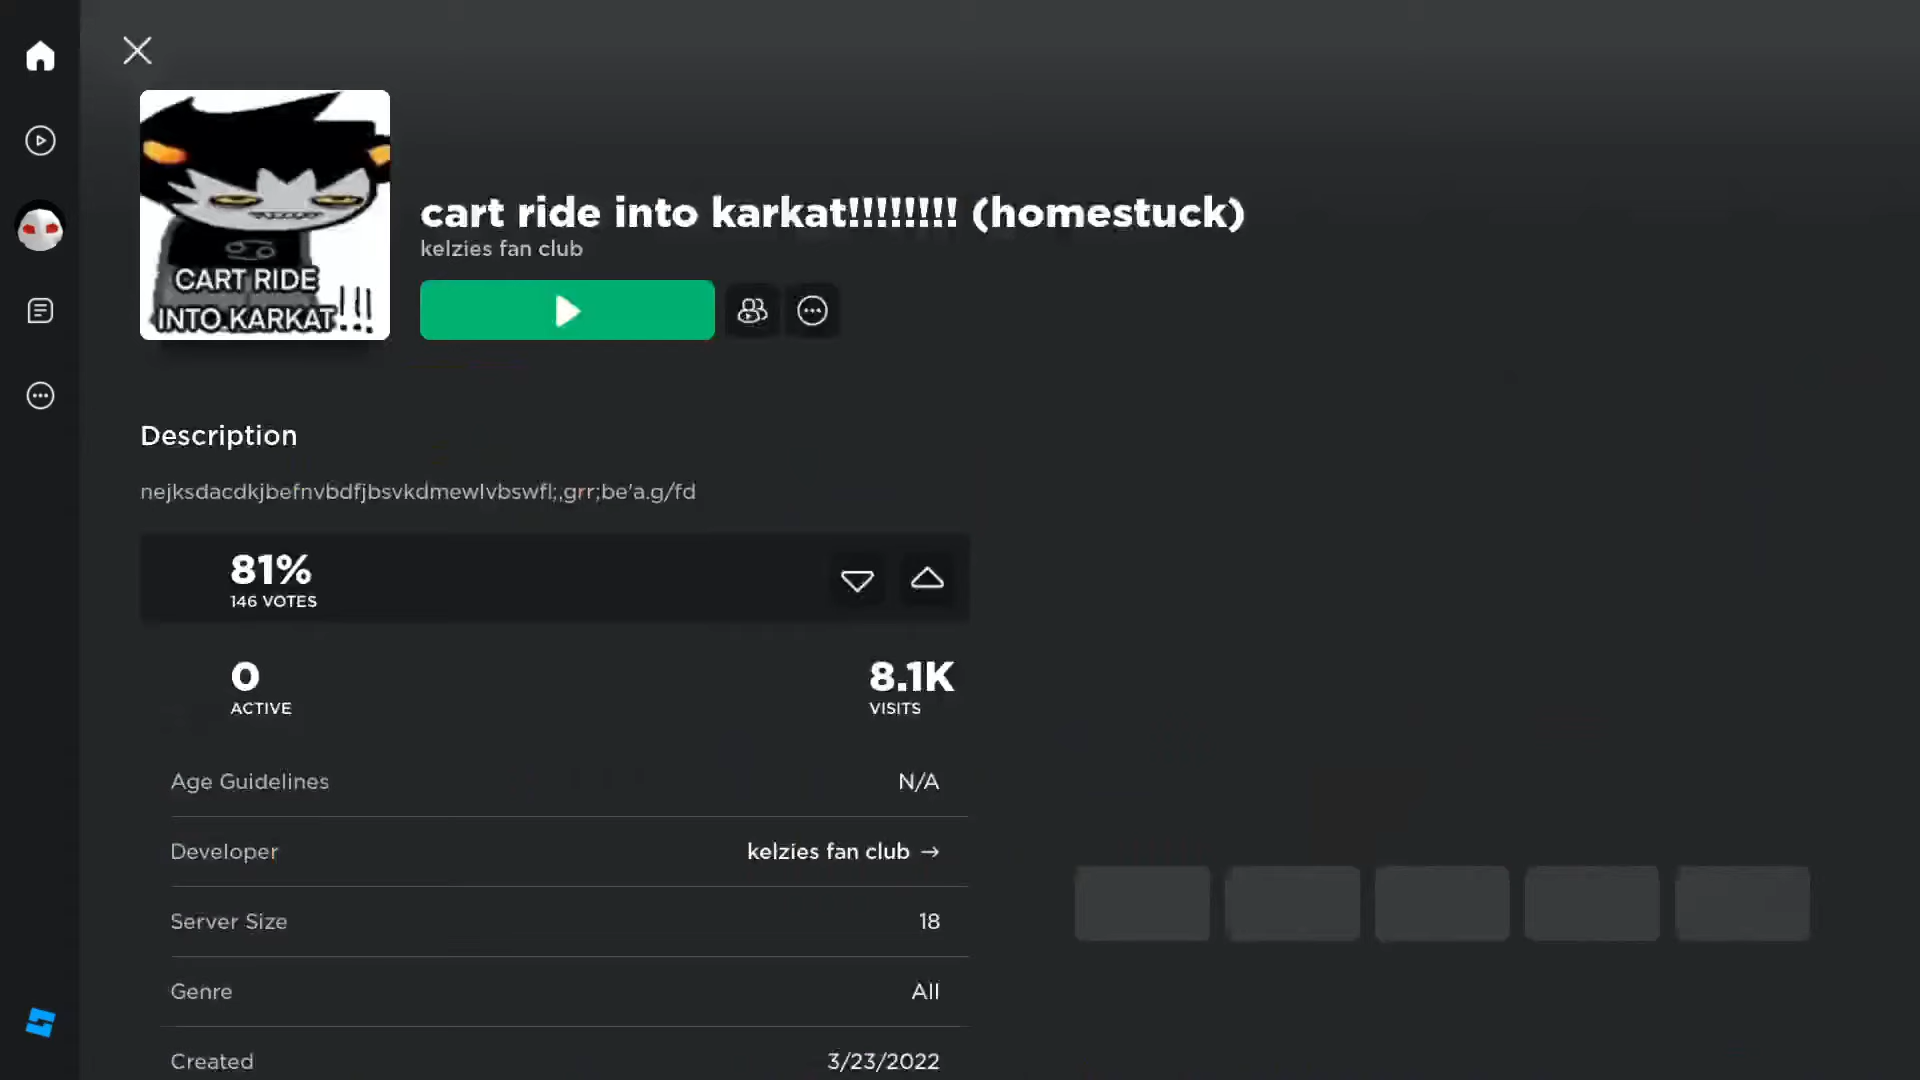 CART RIDE
INTO KARKAT!!!
cart ride into karkat!!!!!!!! (homestuck)
kelzies fan club
Description
nejksdacdkjbefnvbdfjbsvkdmewlvbswfl;,grr;be'a.g/fd
81%
146 VOTES
0
ACTIVE
8.1K
VISITS
Age Guidelines N/A
Developer kelzies fan club →
Server Size 18
Genre All
Created 3/23/2022